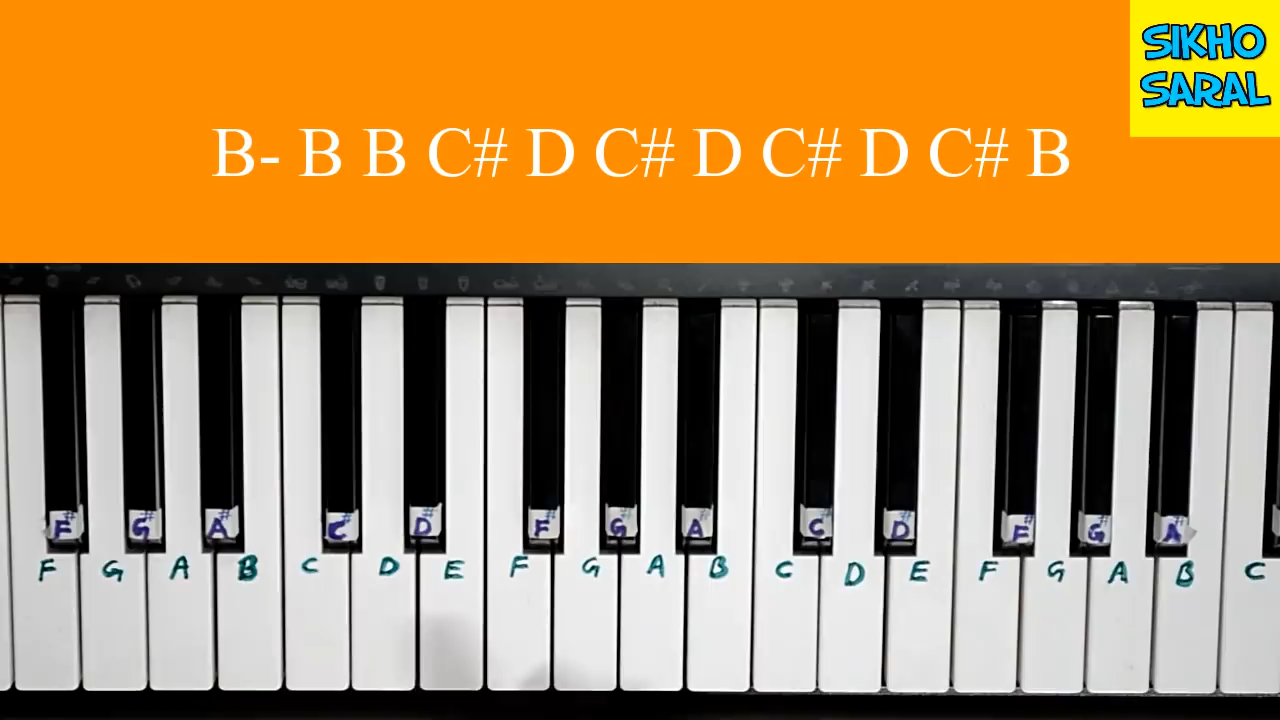 SIKHO
SARAL
B- B B C# D C# D C# D C# B
F# G# A# C# D# F# G# A# C# D# F# G# A#
F G A B C D E F G A B C D E F G A B C